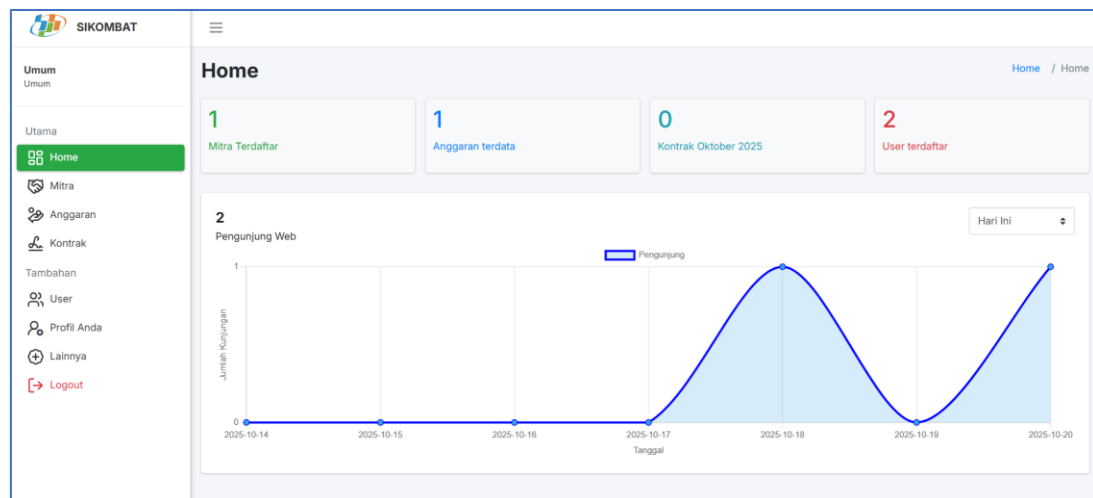 SIKOMBAT
Umum
Umum
Utama
Home
Mitra
Anggaran
Kontrak
Tambahan
User
Profil Anda
Lainnya
Logout
Home
Home / Home
1
Mitra Terdaftar
1
Anggaran terdata
0
Kontrak Oktober 2025
2
User terdaftar
2
Pengunjung Web
Hari Ini
Pengunjung
1
Jumlah Kunjungan
0
2025-10-14
2025-10-15
2025-10-16
2025-10-17
2025-10-18
2025-10-19
2025-10-20
Tanggal